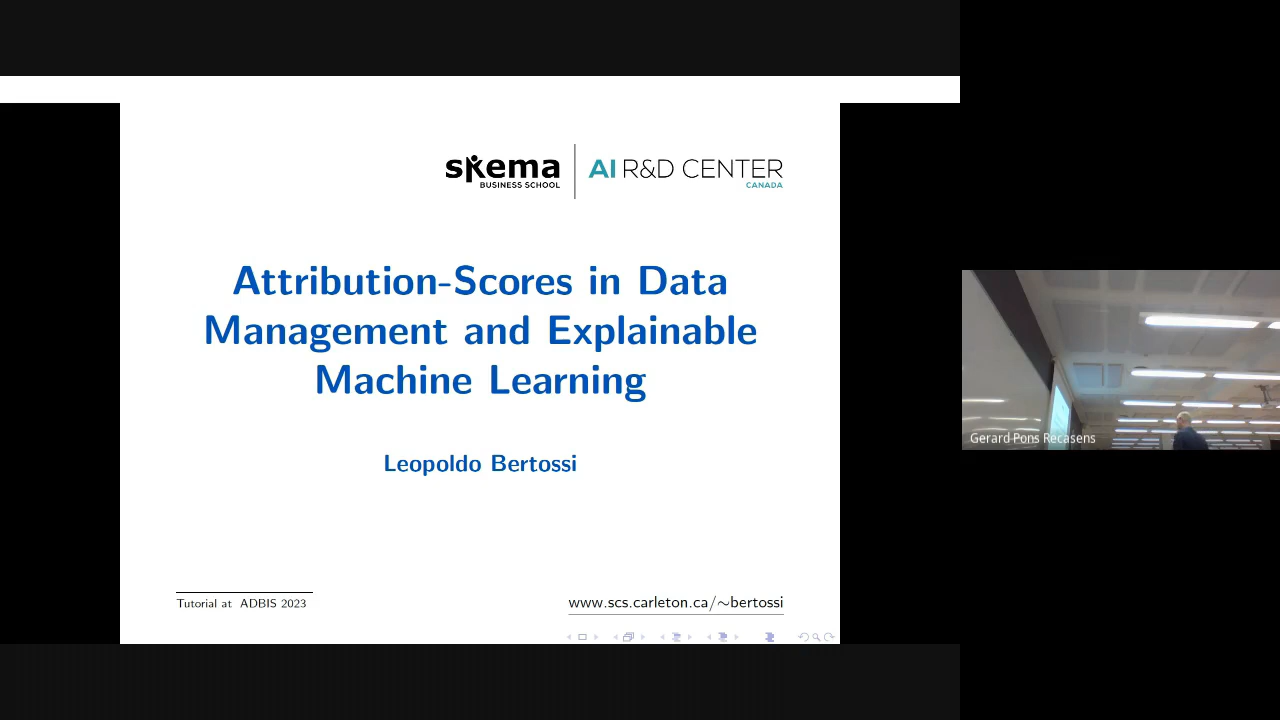 skema
BUSINESS SCHOOL
AI R&D CENTER
CANADA
Attribution-Scores in Data
Management and Explainable
Machine Learning
Leopoldo Bertossi
Tutorial at ADBIS 2023
www.scs.carleton.ca/~bertossi
Gerard Pons Recasens